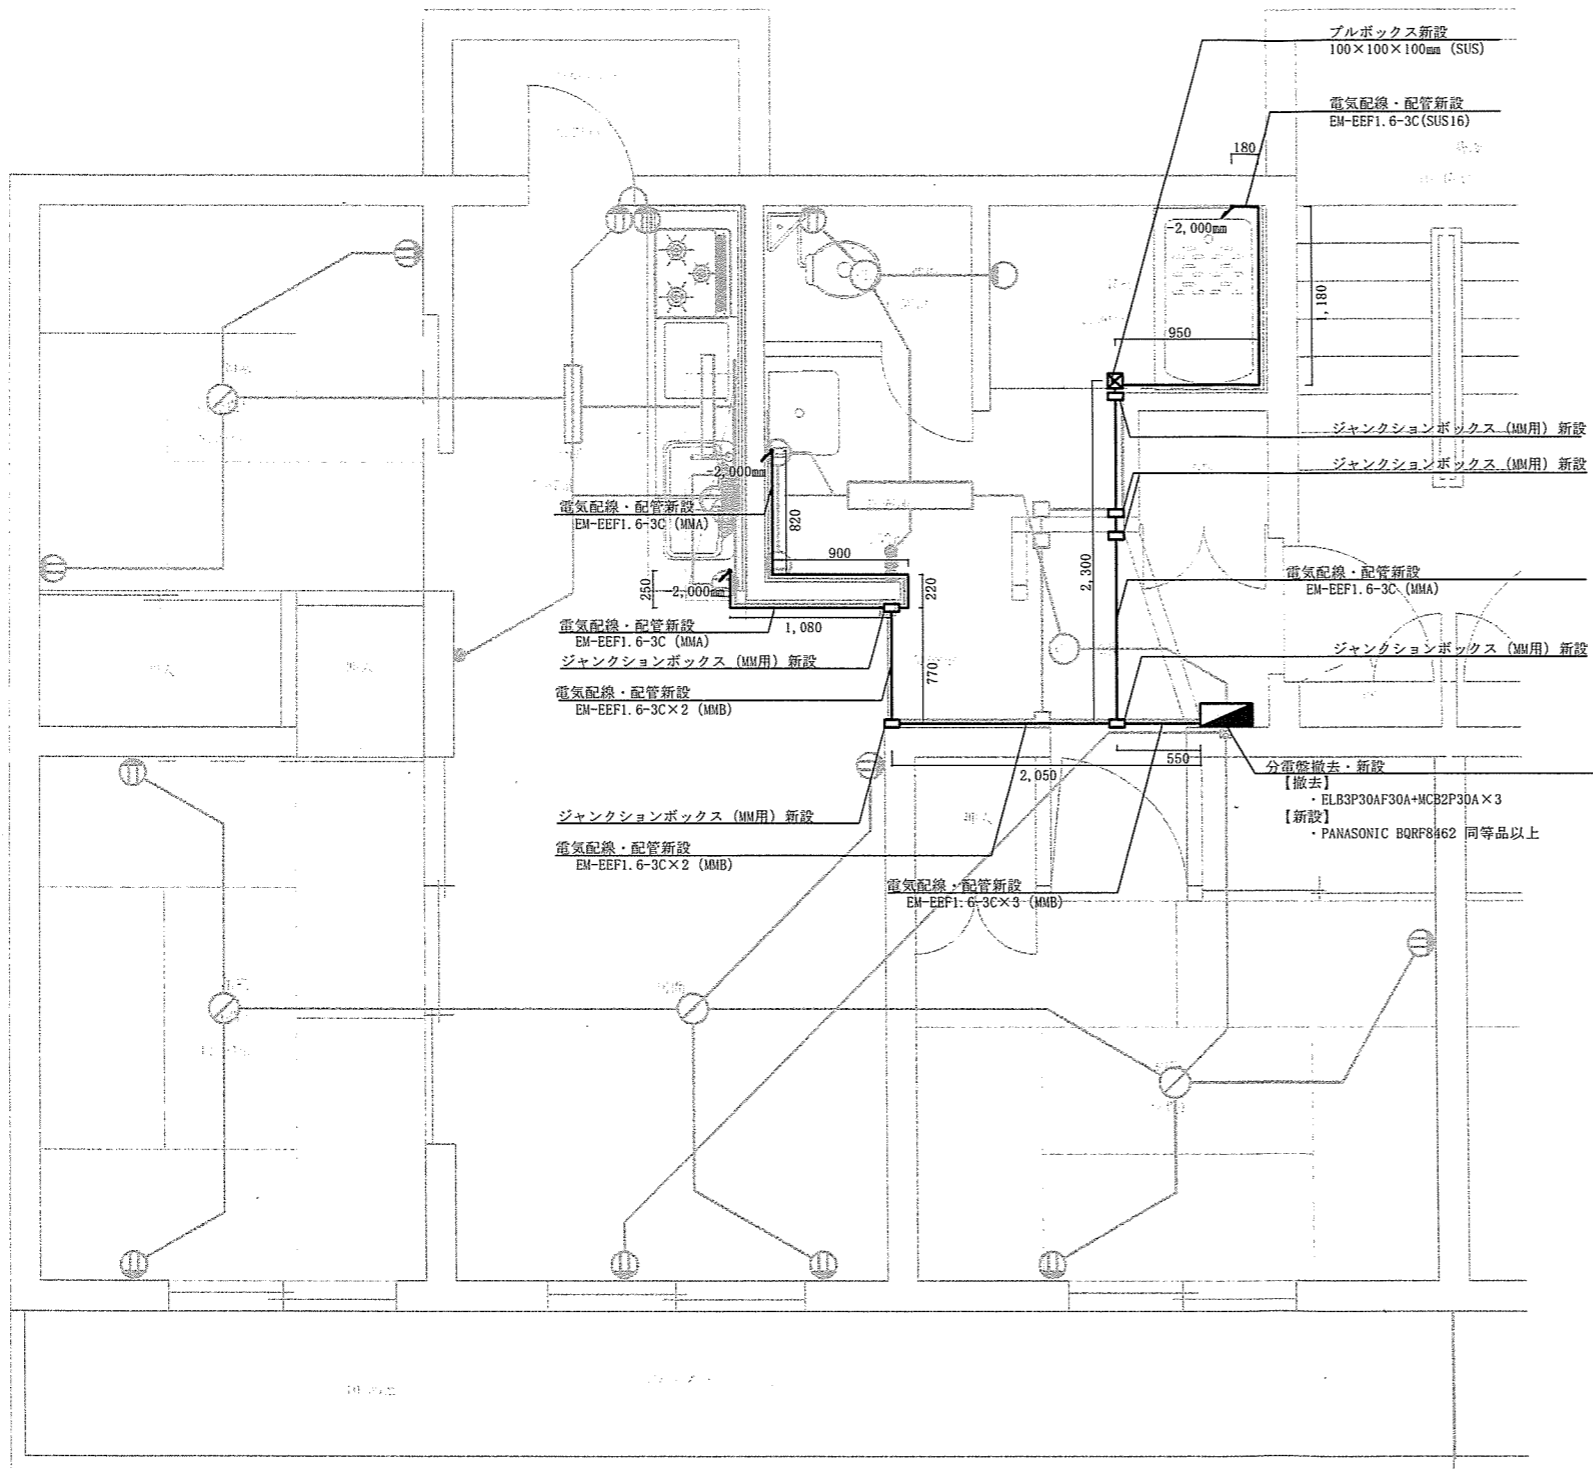 プルボックス新設
100×100×100mm (SUS)
電気配線・配管新設
EM-EEF1.6-3C(SUS16)
180
-2,000mm
1,180
950
ジャンクションボックス (MM用) 新設
ジャンクションボックス (MM用) 新設
-2,000mm
電気配線・配管新設
EM-EEF1.6-3C (MMA)
820
900
2,300
電気配線・配管新設
EM-EEF1.6-3C (MMA)
250
-2,000mm
220
電気配線・配管新設
EM-EEF1.6-3C (MMA)
1,080
ジャンクションボックス (MM用) 新設
770
ジャンクションボックス (MM用) 新設
電気配線・配管新設
EM-EEF1.6-3C×2 (MMB)
550
2,050
分電盤撤去・新設
【撤去】
・ELB3P30AF30A+MCB2P30A×3
【新設】
・PANASONIC BQRF8462 同等品以上
ジャンクションボックス (MM用) 新設
電気配線・配管新設
EM-EEF1.6-3C×2 (MMB)
電気配線・配管新設
EM-EEF1.6-3C×3 (MMB)